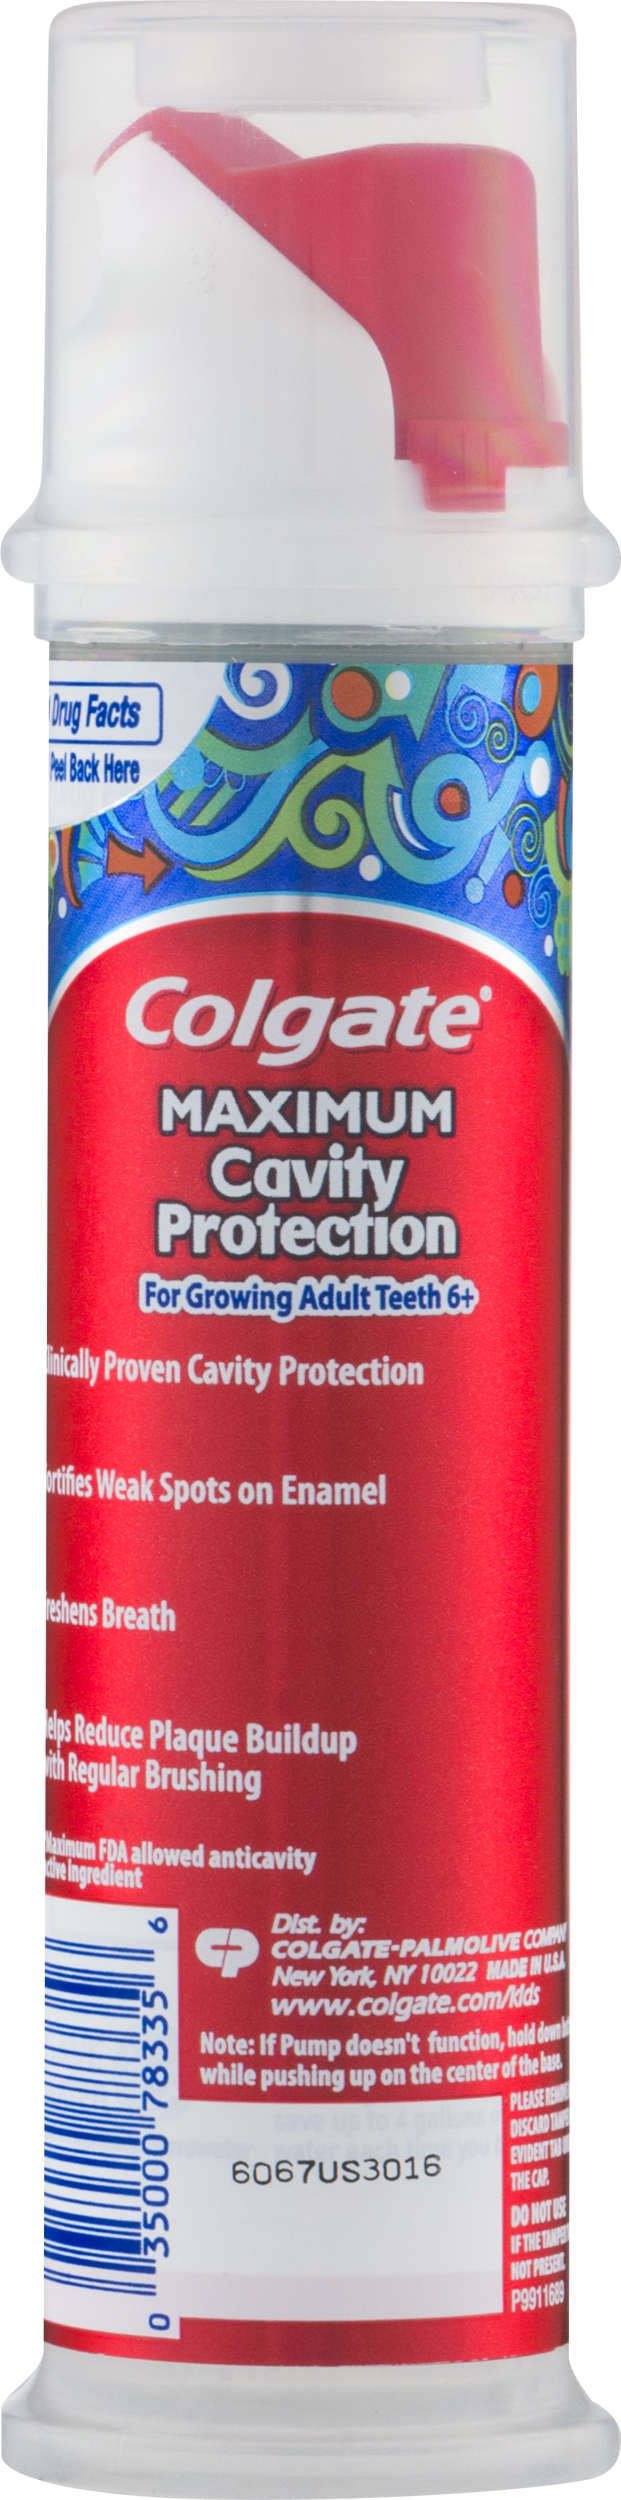 Drug Facts
Peel Back Here
Colgate®
MAXIMUM
Cavity
Protection
For Growing Adult Teeth 6+
linically Proven Cavity Protection
ortifies Weak Spots on Enamel
reshens Breath
elps Reduce Plaque Buildup
with Regular Brushing
Maximum FDA allowed anticavity
ctive Ingredient
Dist. by:
COLGATE-PALMOLIVE COMPANY
New York, NY 10022 MADE IN U.S.A.
www.colgate.com/kids
Note: If Pump doesn't function, hold down
while pushing up on the center of the base.
0 35000 78335 6
save up to 4 gallons
water each time you
6067US3016
PLEASE REMOVE
DISCARD TAMPE
EVIDENT TAB
THE CAP.
DO NOT USE
IF THE TAMPER
NOT PRESENT.
P9911689